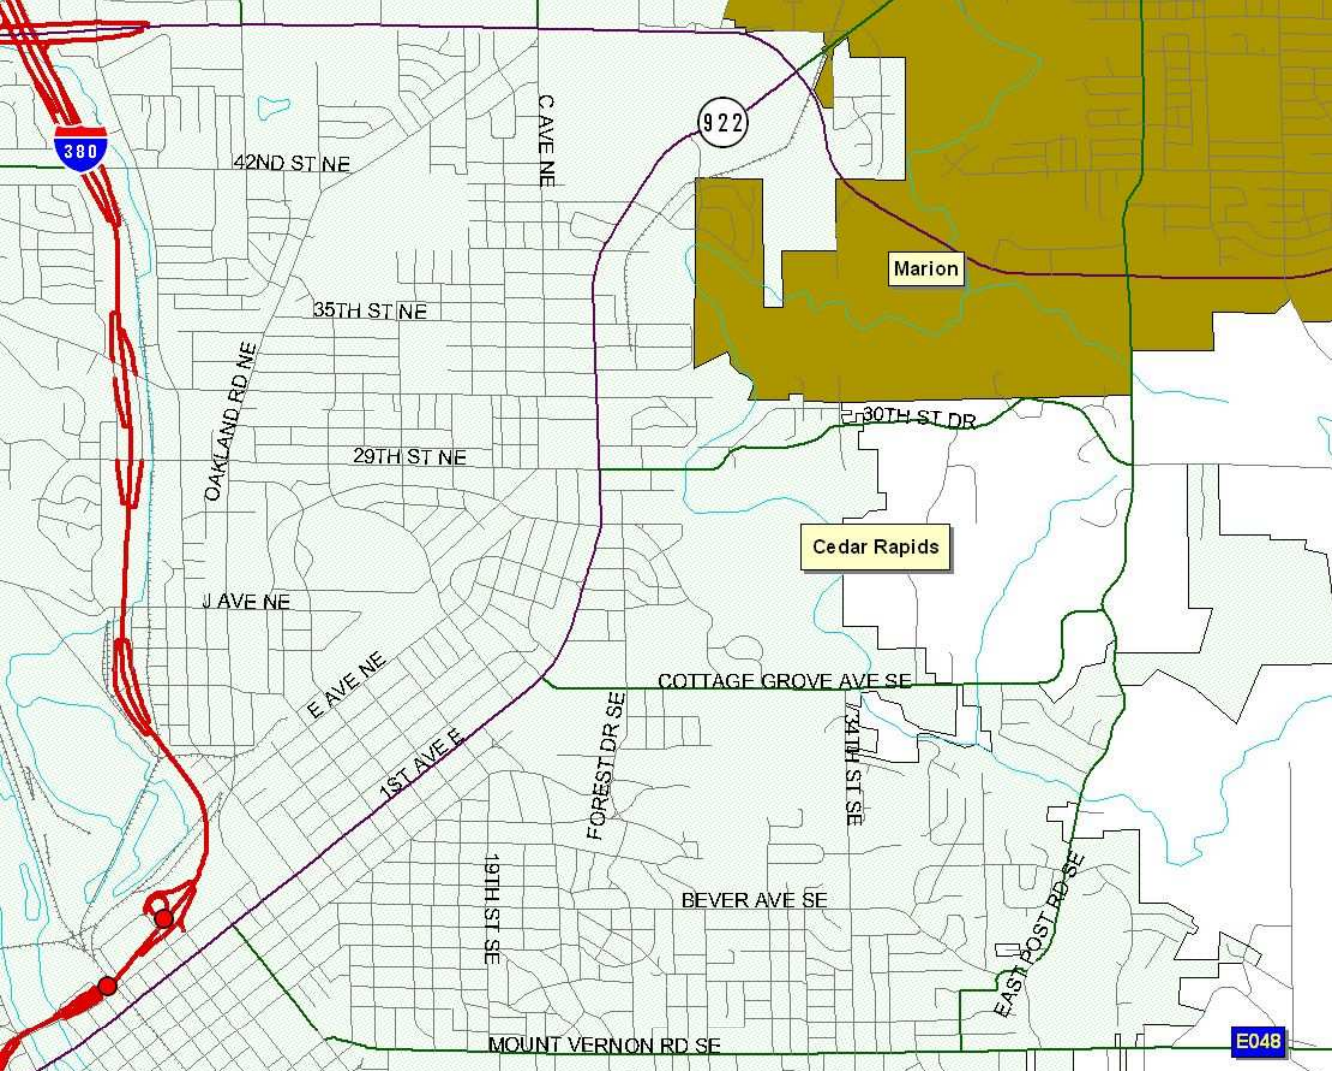 922
C AVE NE
380
42ND ST NE
Marion
35TH ST NE
OAKLAND RD NE
30TH ST DR
29TH ST NE
Cedar Rapids
J AVE NE
E AVE NE
COTTAGE GROVE AVE SE
1ST AVE E
FOREST DR SE
34TH ST SE
19TH ST SE
BEVER AVE SE
EAST POST RD SE
MOUNT VERNON RD SE
E048